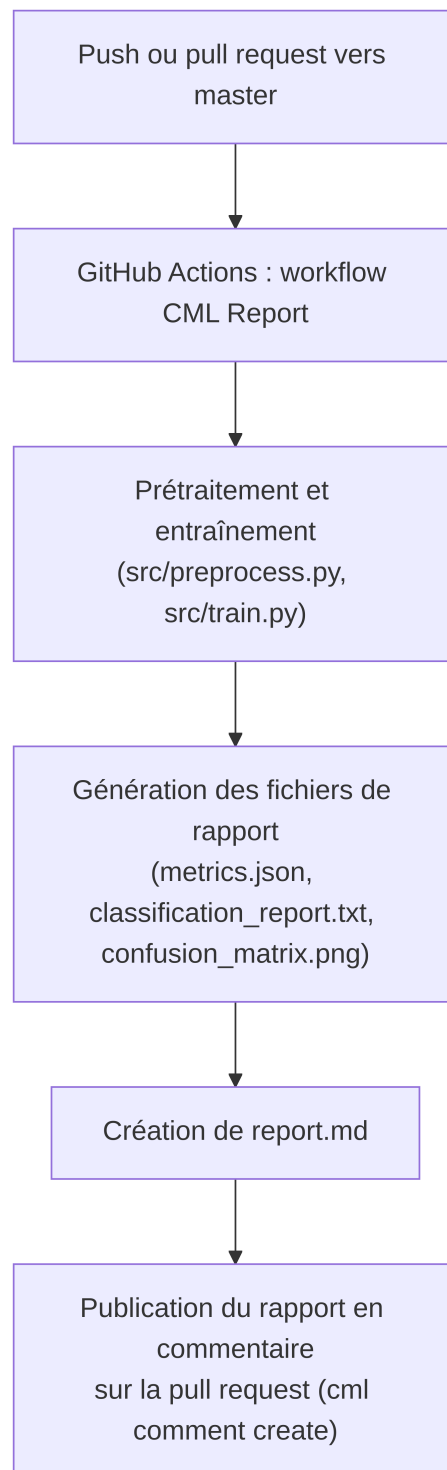 Push ou pull request vers
master
GitHub Actions : workflow
CML Report
Prétraitement et
entraînement
(src/preprocess.py,
src/train.py)
Génération des fichiers de
rapport
(metrics.json,
classification_report.txt,
confusion_matrix.png)
Création de report.md
Publication du rapport en
commentaire
sur la pull request (cml
comment create)